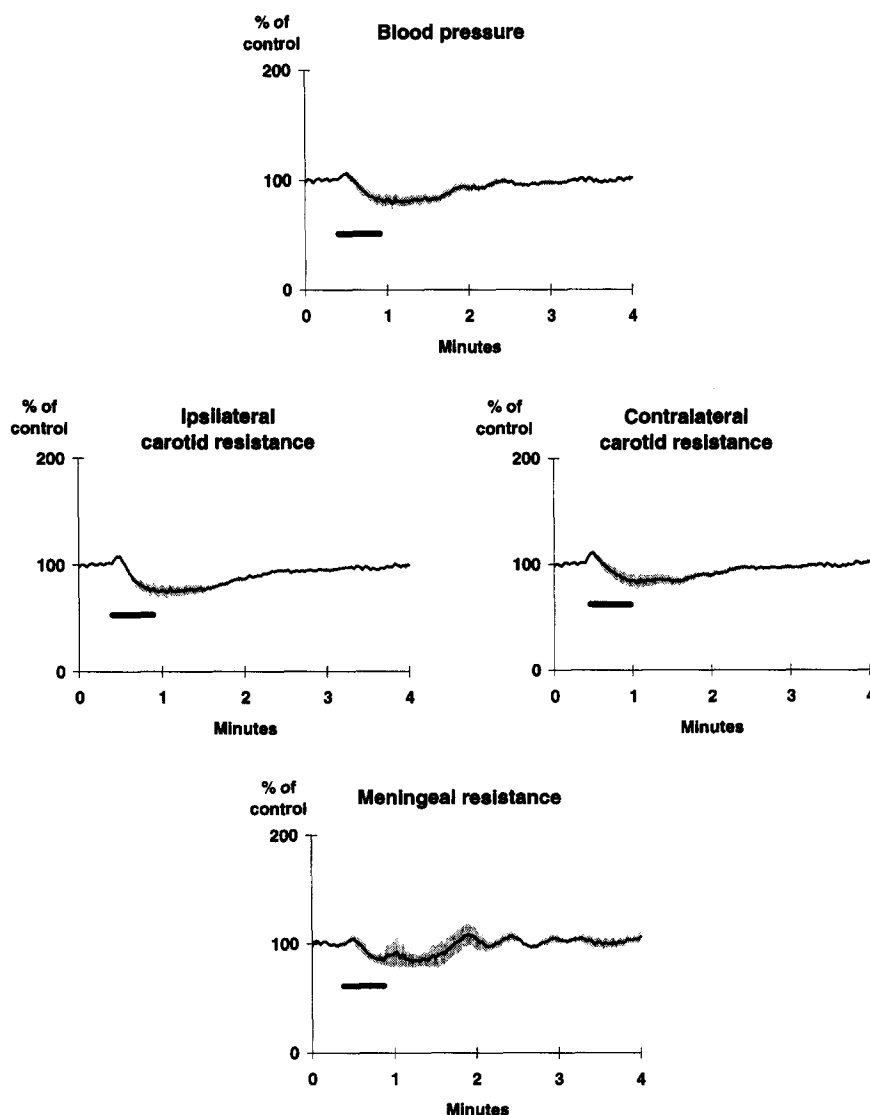 % of
control
Blood pressure
200
100
0
0 1 2 3 4
Minutes
% of
control
Ipsilateral
carotid resistance
200
100
0
0 1 2 3 4
Minutes
% of
control
Contralateral
carotid resistance
200
100
0
0 1 2 3 4
Minutes
% of
control
Meningeal resistance
200
100
0
0 1 2 3 4
Minutes